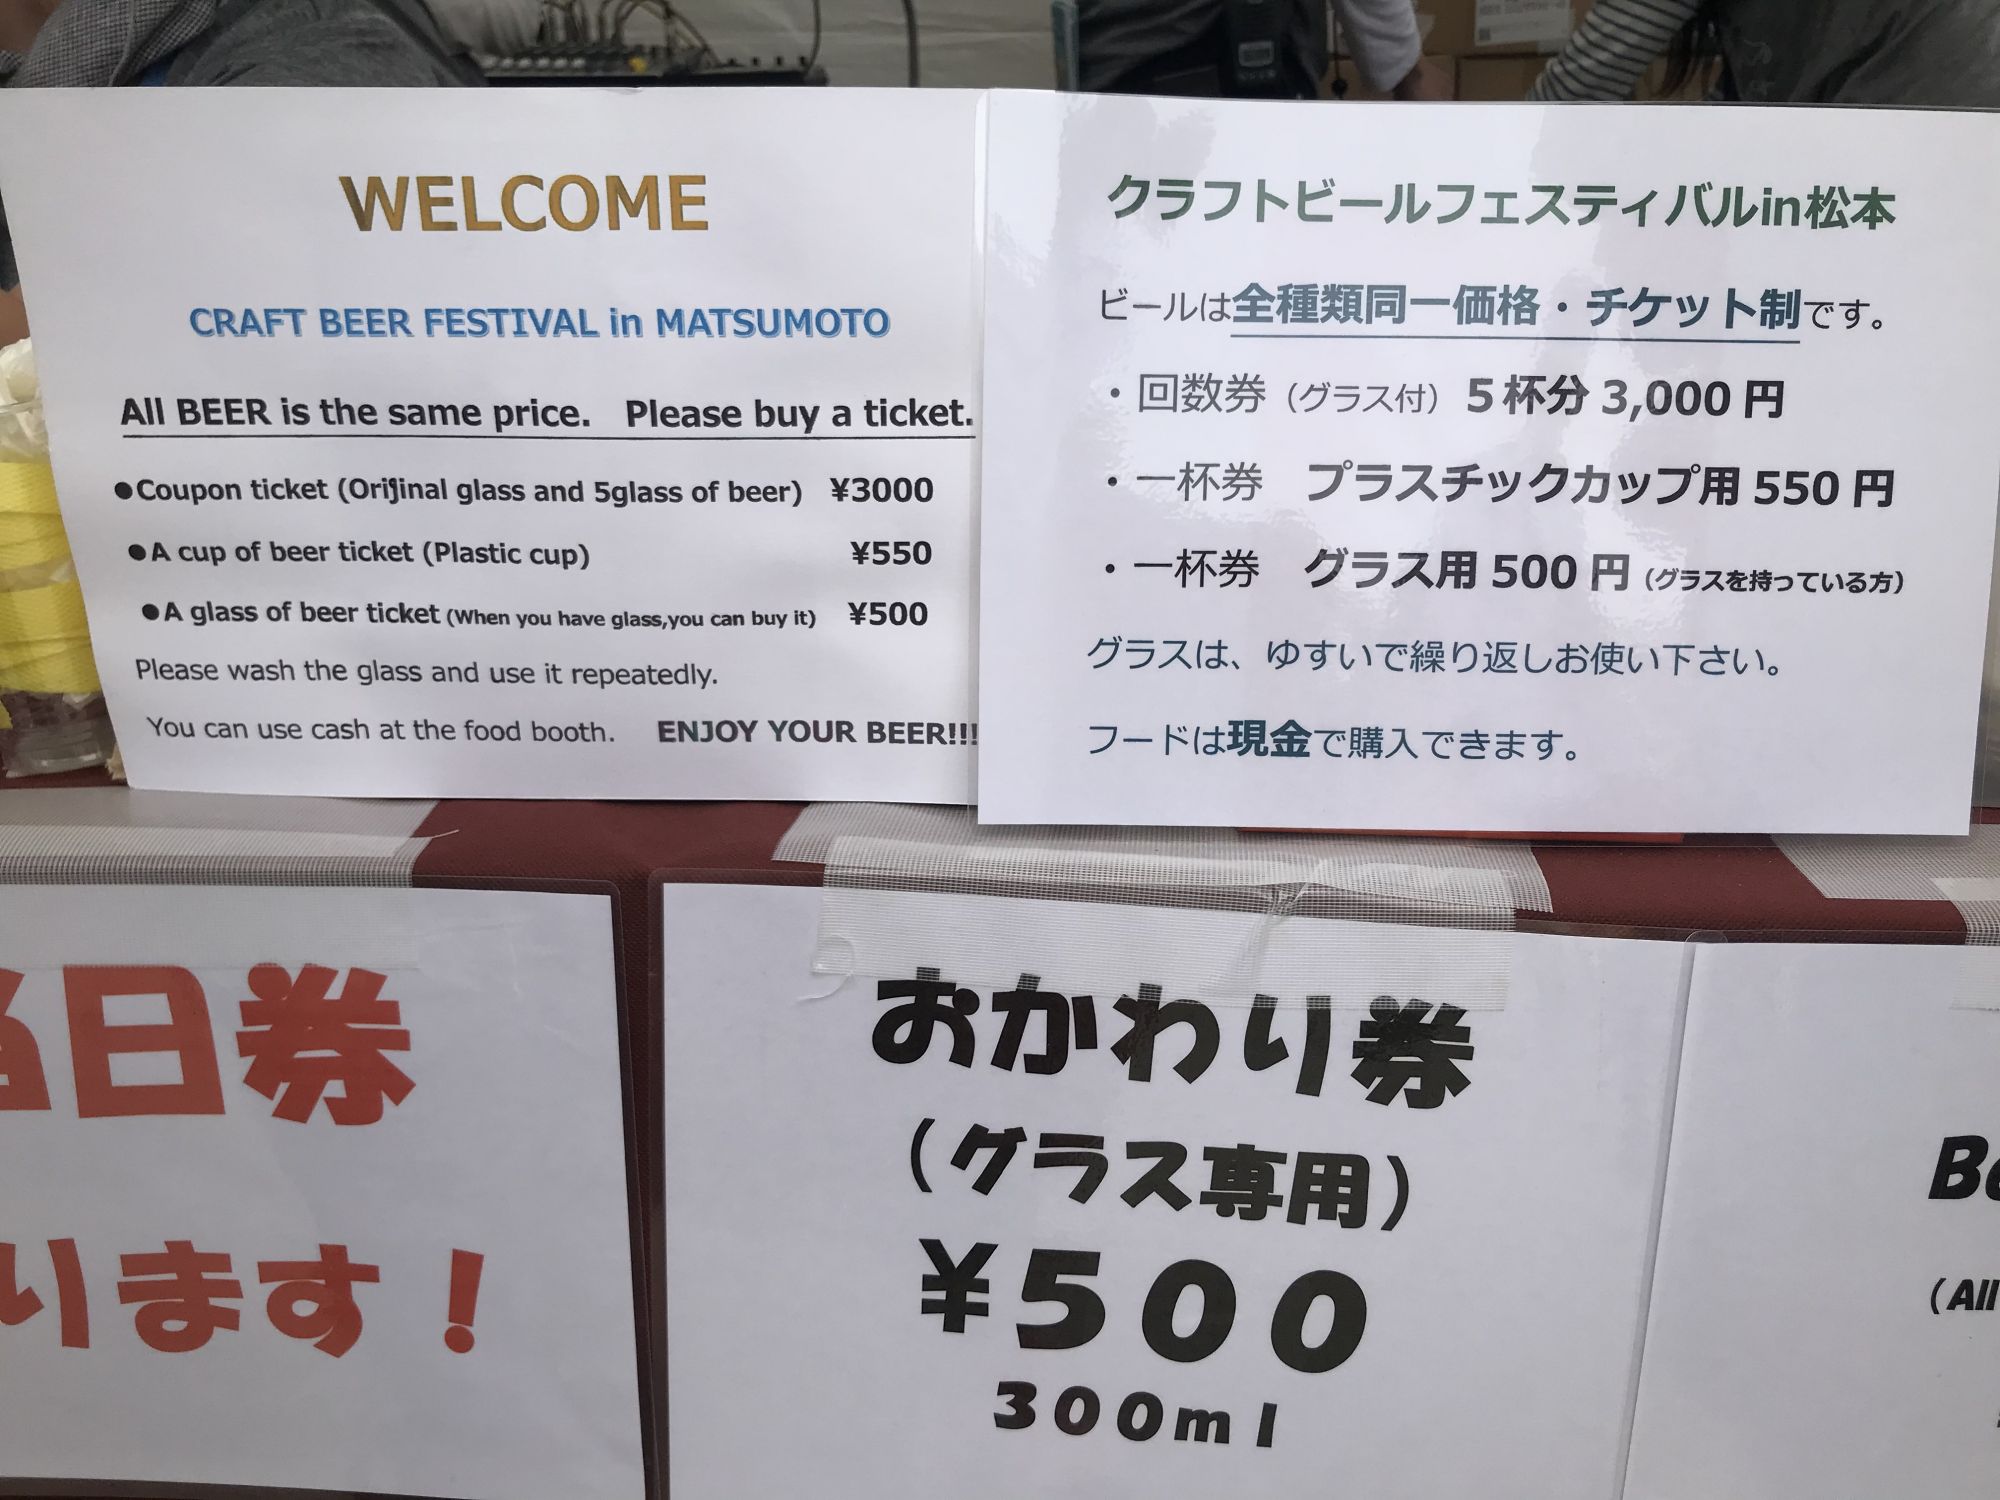 WELCOME
CRAFT BEER FESTIVAL in MATSUMOTO
All BEER is the same price. Please buy a ticket.
●Coupon ticket (Orijinal glass and 5glass of beer) ¥3000
●A cup of beer ticket (Plastic cup) ¥550
●A glass of beer ticket (When you have glass,you can buy it) ¥500
Please wash the glass and use it repeatedly.
You can use cash at the food booth. ENJOY YOUR BEER!!!
クラフトビールフェスティバルin松本
ビールは全種類同一価格・チケット制です。
・回数券（グラス付）5杯分3,000円
・一杯券 プラスチックカップ用550円
・一杯券 グラス用500円（グラスを持っている方）
グラスは、ゆすいで繰り返しお使い下さい。
フードは現金で購入できます。
当日券
ります！
おかわり券
（グラス専用）
¥500
300ml
(All